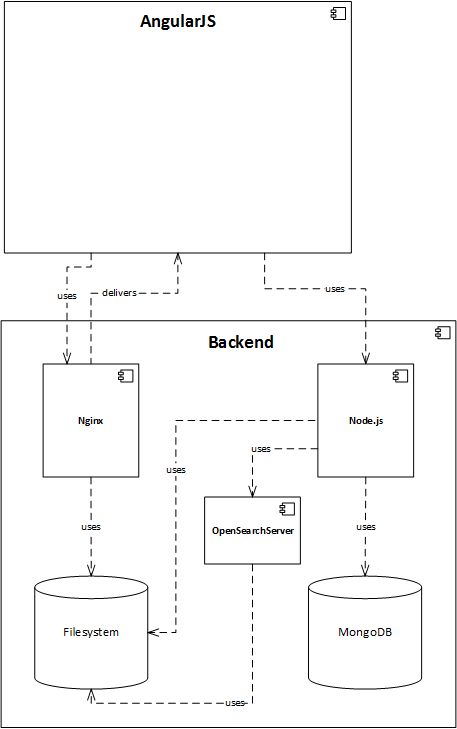 AngularJS
uses
delivers
uses
Backend
Nginx
Node.js
uses
uses
OpenSearchServer
uses
uses
Filesystem
MongoDB
uses